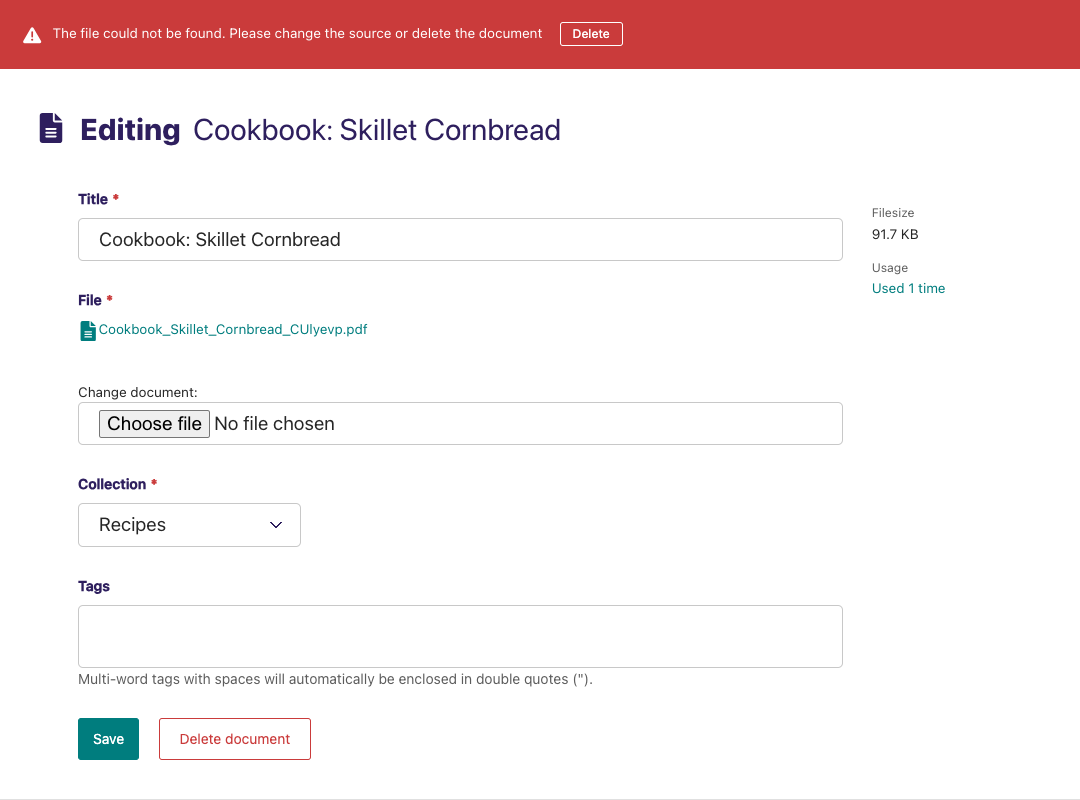 The file could not be found. Please change the source or delete the document
Delete
Editing Cookbook: Skillet Cornbread
Title *
Cookbook: Skillet Cornbread
Filesize
91.7 KB
Usage
Used 1 time
File *
Cookbook_Skillet_Cornbread_CUlyevp.pdf
Change document:
Choose file No file chosen
Collection *
Recipes
Tags
Multi-word tags with spaces will automatically be enclosed in double quotes (").
Save
Delete document